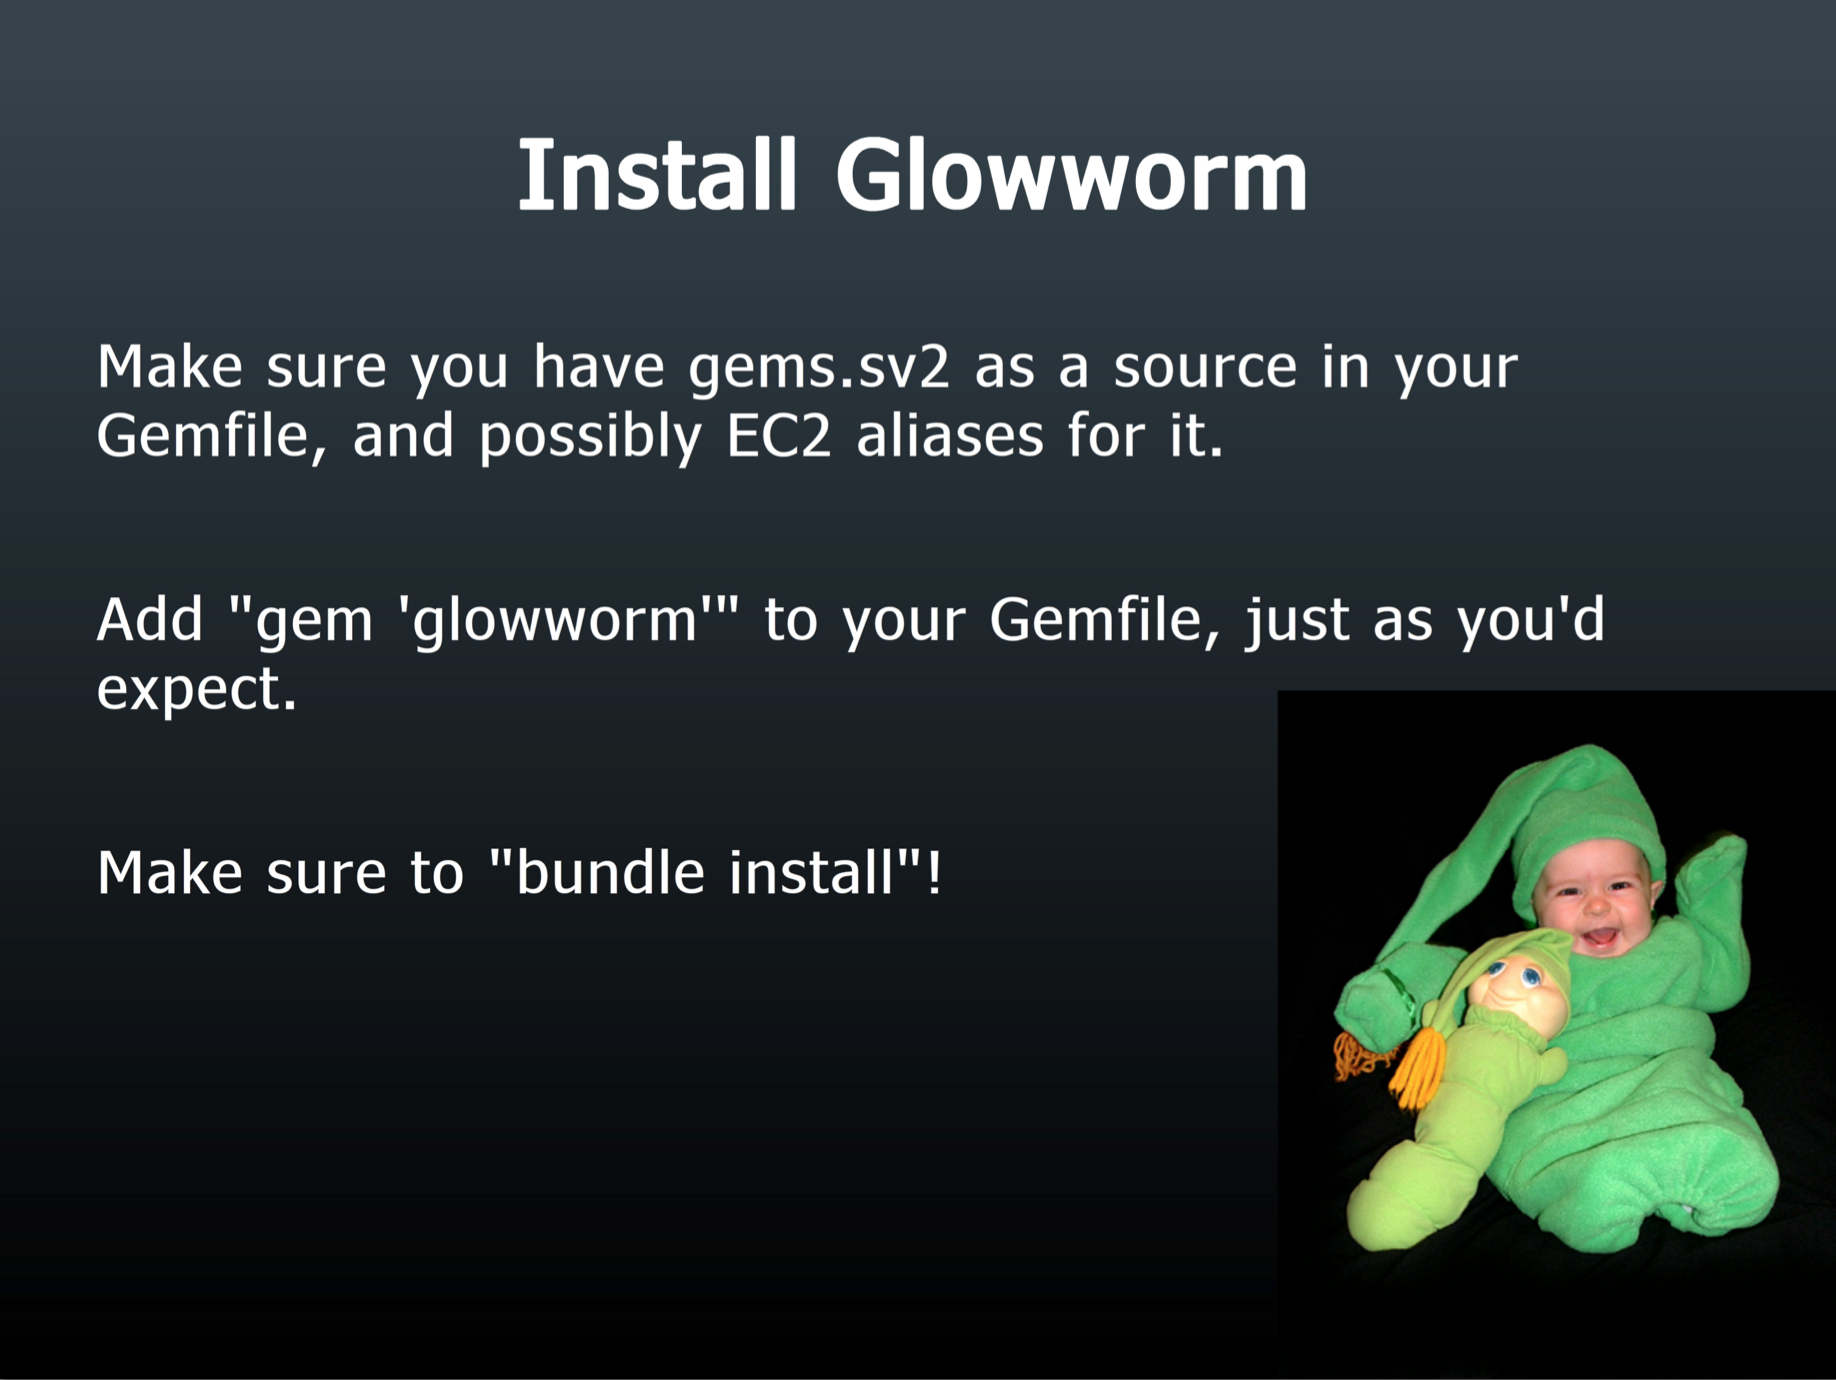 Install Glowworm
Make sure you have gems.sv2 as a source in your
Gemfile, and possibly EC2 aliases for it.
Add "gem 'glowworm'" to your Gemfile, just as you'd
expect.
Make sure to "bundle install"!